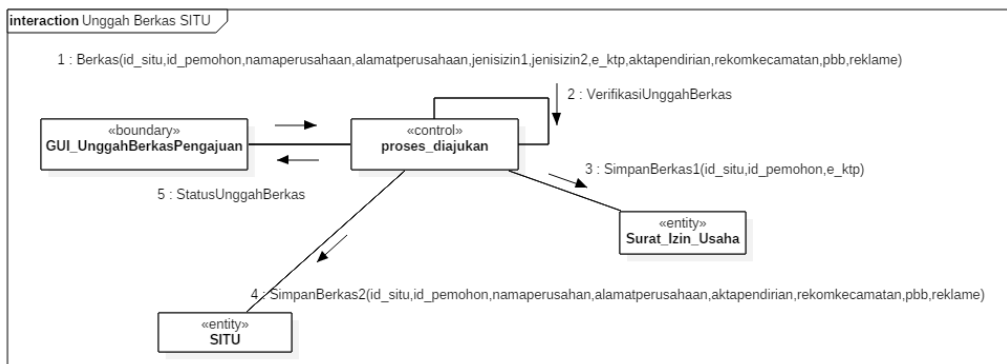 interaction Unggah Berkas SITU
1 : Berkas(id_situ,id_pemohon,namaperusahaan,alamatperusahaan,jenisizin1,jenisizin2,e_ktp,aktapendirian,rekomkecamatan,pbb,reklame)
2 : VerifikasiUnggahBerkas
«boundary»
GUI_UnggahBerkasPengajuan
«control»
proses_diajukan
3 : SimpanBerkas1(id_situ,id_pemohon,e_ktp)
5 : StatusUnggahBerkas
«entity»
Surat_Izin_Usaha
4 : SimpanBerkas2(id_situ,id_pemohon,namaperusahan,alamatperusahaan,aktapendirian,rekomkecamatan,pbb,reklame)
«entity»
SITU